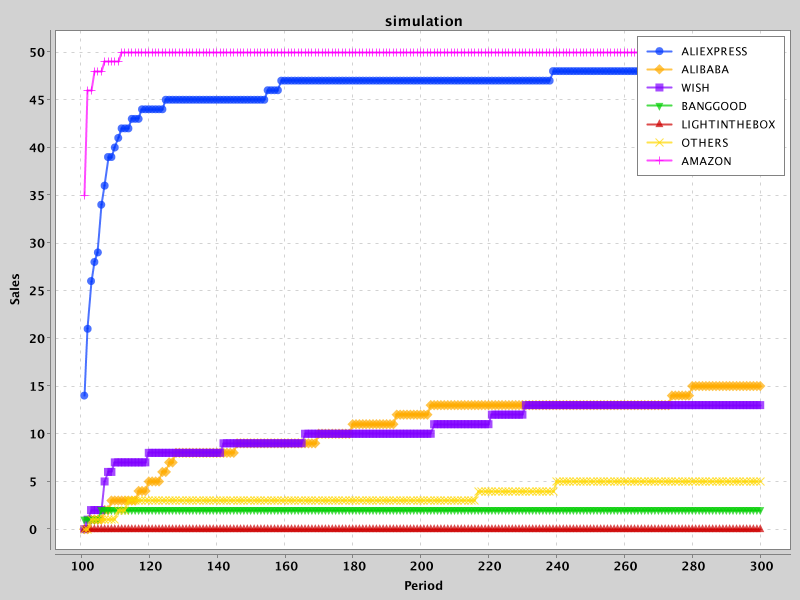 simulation
Sales
50
45
40
35
30
25
20
15
10
5
0
ALIEXPRESS
ALIBABA
WISH
BANGGOOD
LIGHTINTHEBOX
OTHERS
AMAZON
100 120 140 160 180 200 220 240 260 280 300
Period